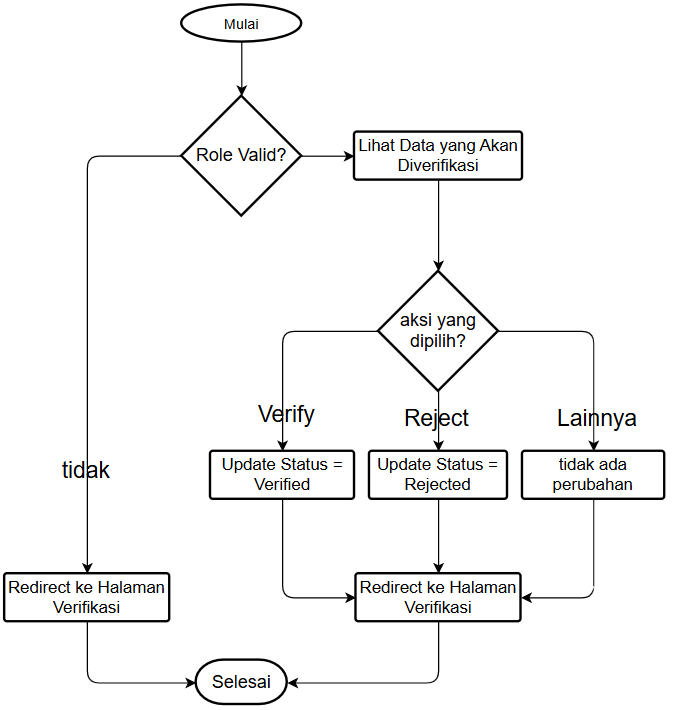 Mulai
Role Valid?
Lihat Data yang Akan
Diverifikasi
aksi yang
dipilih?
Verify
Reject
Lainnya
tidak
Update Status =
Verified
Update Status =
Rejected
tidak ada
perubahan
Redirect ke Halaman
Verifikasi
Redirect ke Halaman
Verifikasi
Selesai